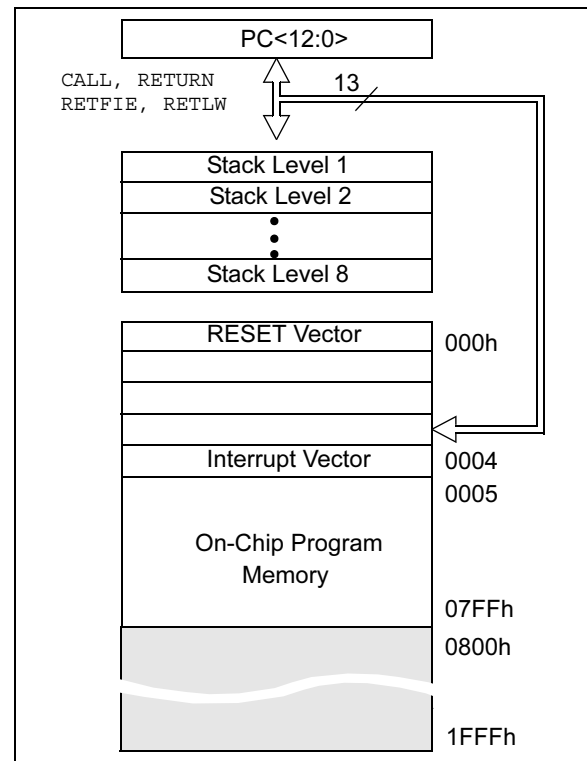 PC<12:0>
CALL, RETURN
RETFIE, RETLW
13
Stack Level 1
Stack Level 2
Stack Level 8
RESET Vector
000h
Interrupt Vector
0004
0005
On-Chip Program
Memory
07FFh
0800h
1FFFh